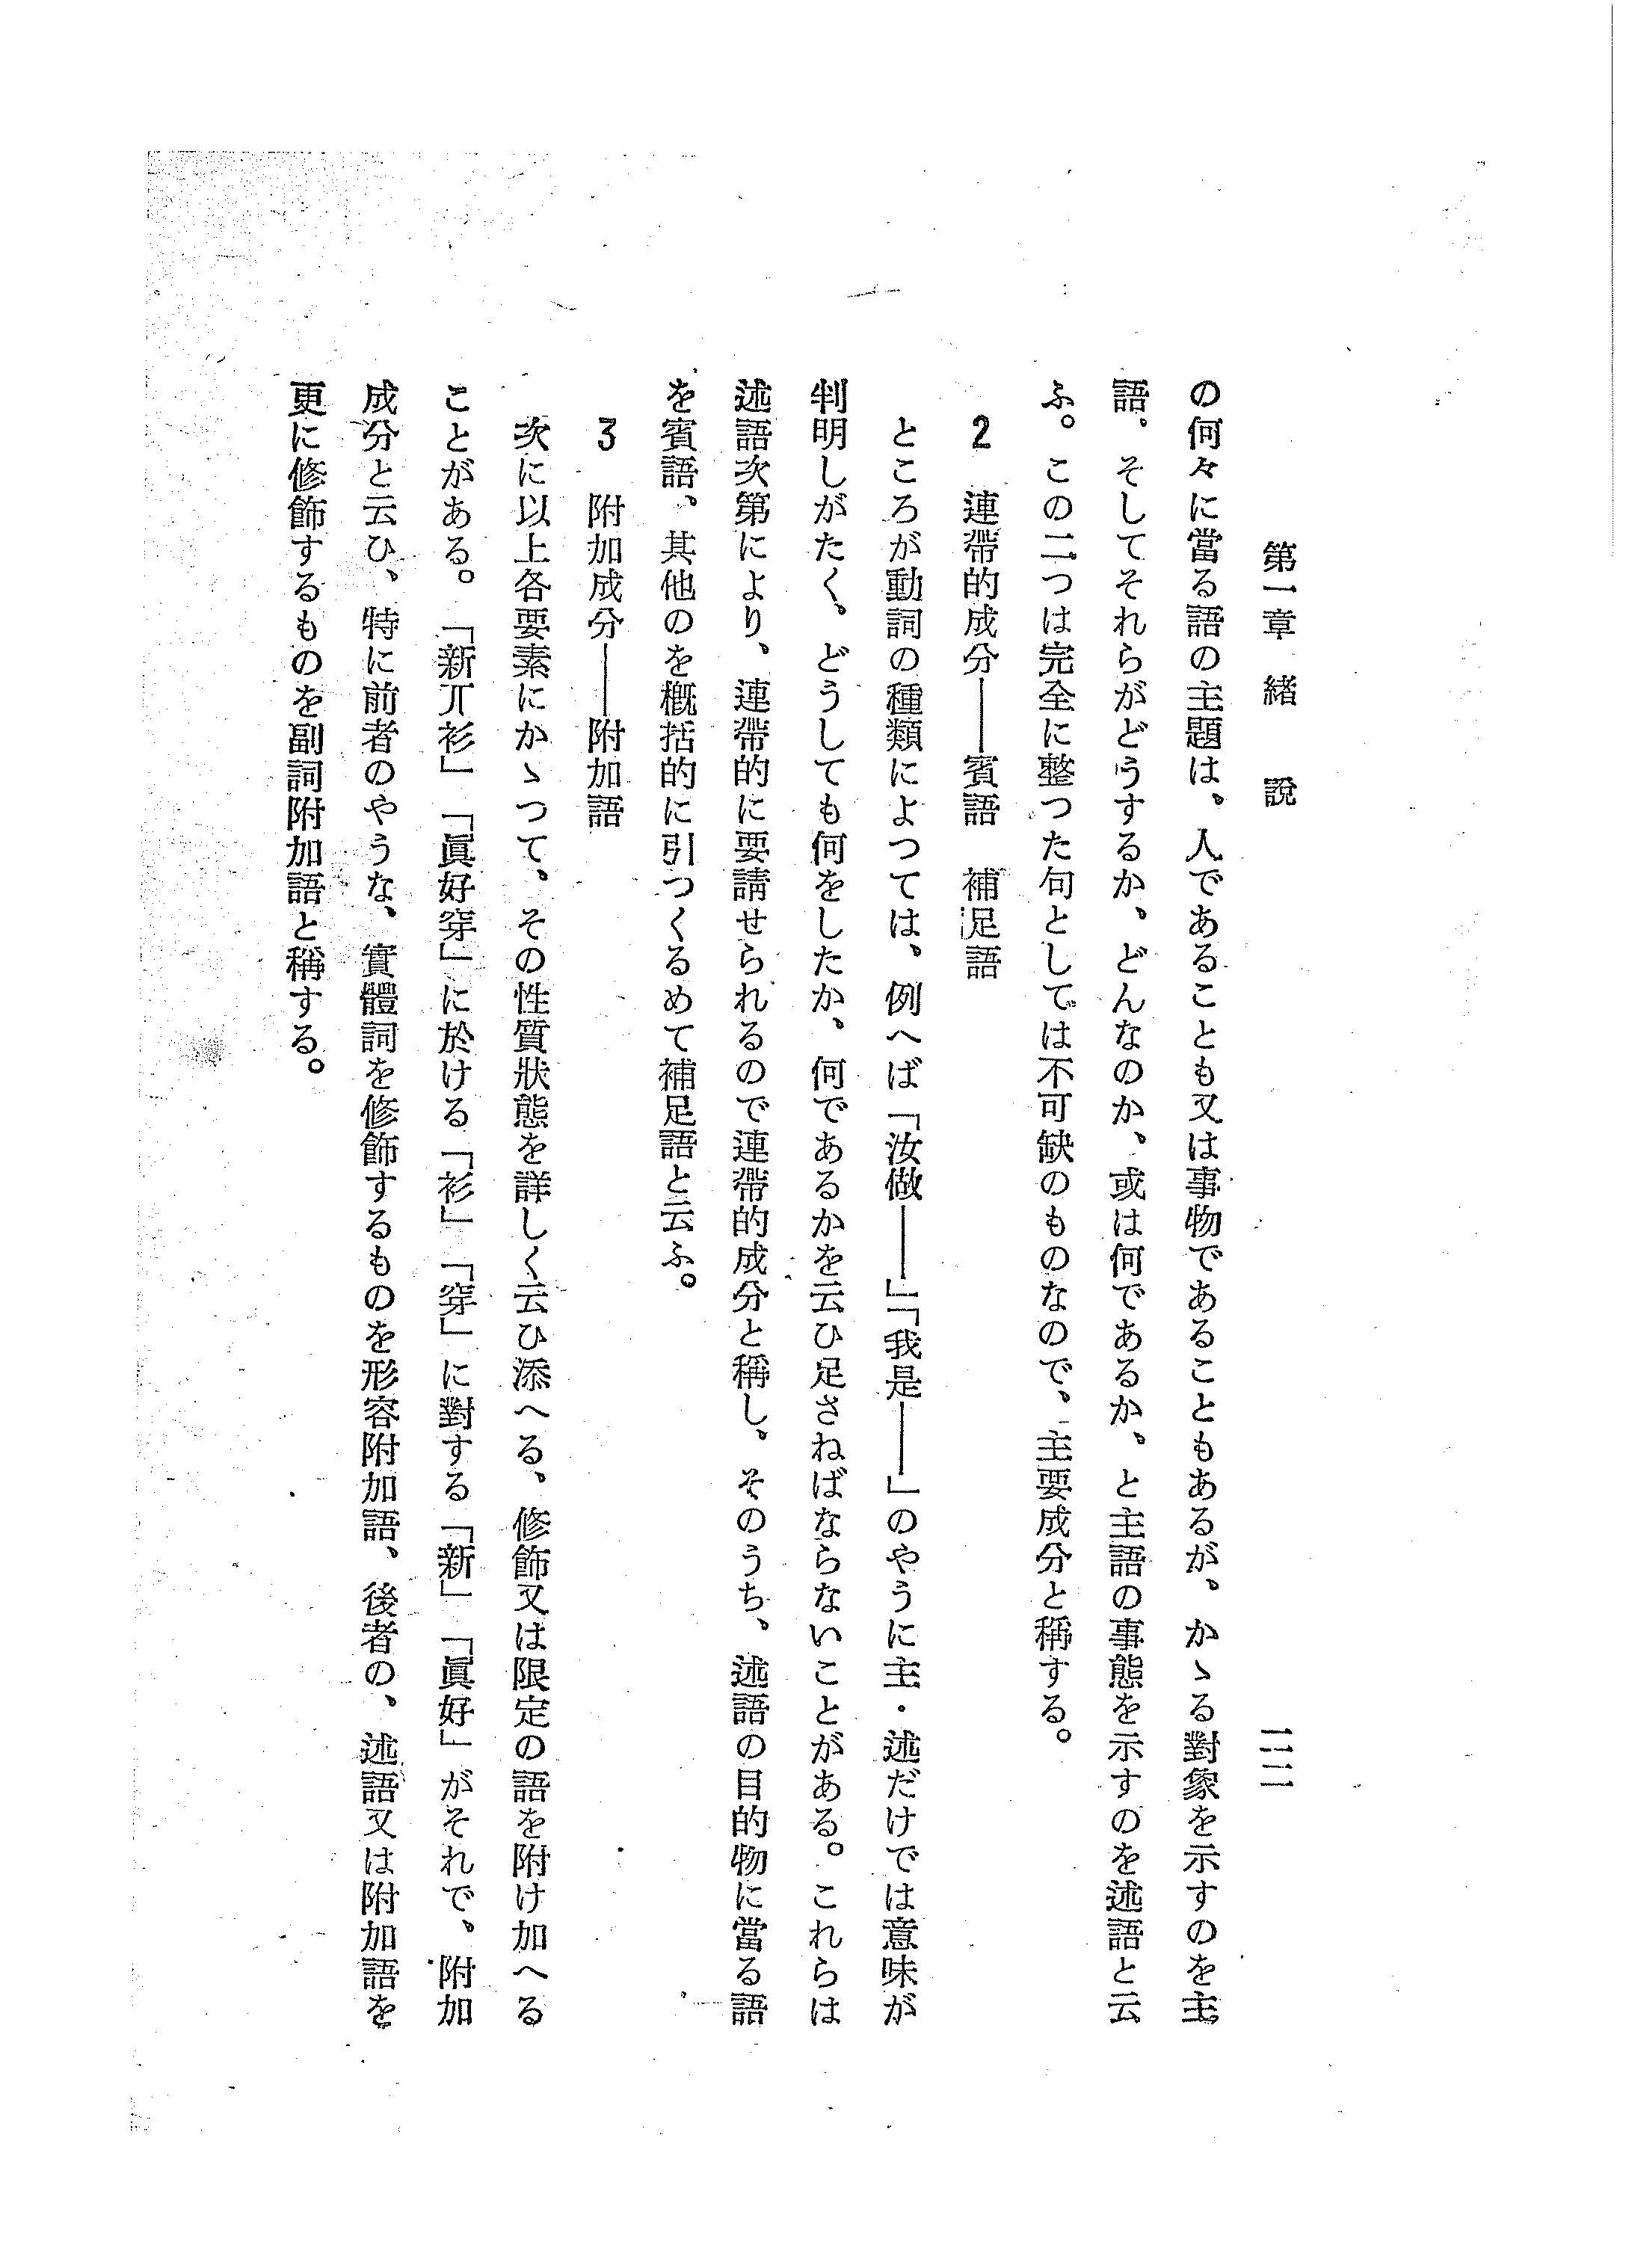 第一章 緒 說 一二二
の何々に當る語の主題は、人であることも又は事物であることもあるが、かゝる對象を示すのを主
語、そしてそれらがどうするか、どんなのか、或は何であるか、と主語の事態を示すのを述語と云
ふ。この二つは完全に整つた句としては不可缺のものなので、主要成分と稱する。
2 連帶的成分——賓語 補足語
ところが動詞の種類によつては、例へば「汝做——」「我是——」のやうに主・述だけでは意味が
判明しがたく、どうしても何をしたか、何であるかを云ひ足さねばならないことがある。これらは
述語次第により、連帶的に要請せられるので連帶的成分と稱し、そのうち、述語の目的物に當る語
を賓語、其他のを概括的に引つくるめて補足語と云ふ。
3 附加成分——附加語
次に以上各要素にかゝつて、その性質狀態を詳しく云ひ添へる、修飾又は限定の語を附け加へる
ことがある。「新丌衫」「眞好穿」に於ける「衫」「穿」に對する「新」「眞好」がそれで、附加
成分と云ひ、特に前者のやうな、實體詞を修飾するものを形容附加語、後者の、述語又は附加語を
更に修飾するものを副詞附加語と稱する。